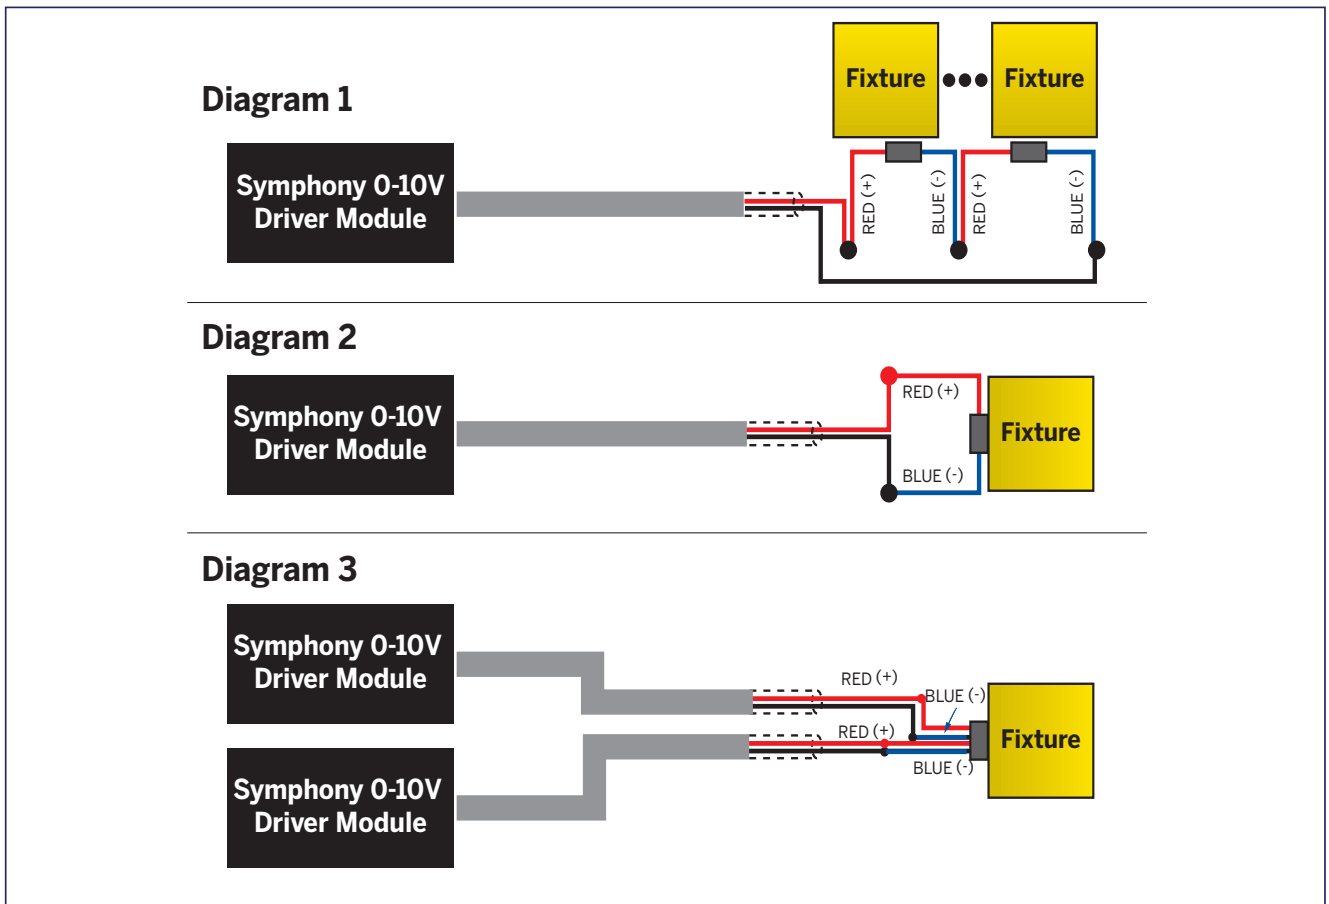 Diagram 1
Fixture
Fixture
Symphony 0-10V
Driver Module
RED (+)
BLUE (-)
RED (+)
BLUE (-)
Diagram 2
Symphony 0-10V
Driver Module
RED (+)
BLUE (-)
Fixture
Diagram 3
Symphony 0-10V
Driver Module
RED (+)
BLUE (-)
RED (+)
BLUE (-)
Fixture
Symphony 0-10V
Driver Module